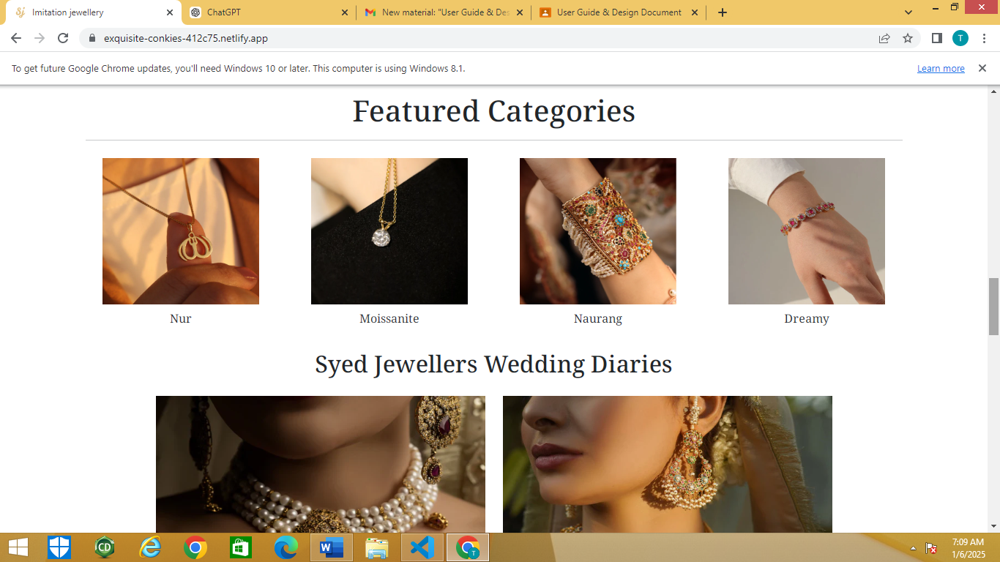 Imitation jewellery
ChatGPT
New material: "User Guide & Des
User Guide & Design Document
T
exquisite-conkies-412c75.netlify.app
To get future Google Chrome updates, you'll need Windows 10 or later. This computer is using Windows 8.1.
Learn more
Featured Categories
Nur
Moissanite
Naurang
Dreamy
Syed Jewellers Wedding Diaries
CD
W
T
7:09 AM
1/6/2025